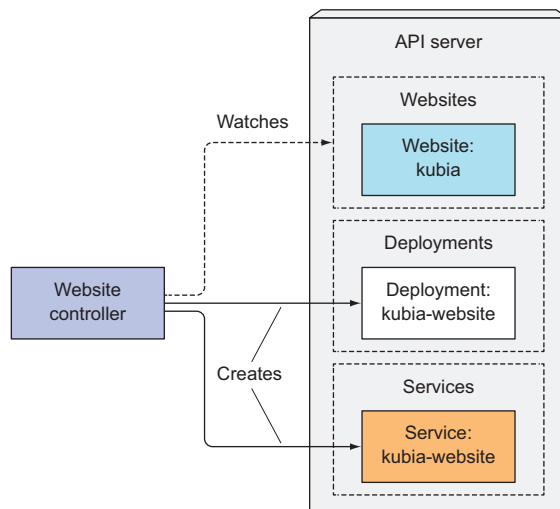 API server
Websites
Watches
Website:
kubia
Deployments
Website
controller
Deployment:
kubia-website
Creates
Services
Service:
kubia-website